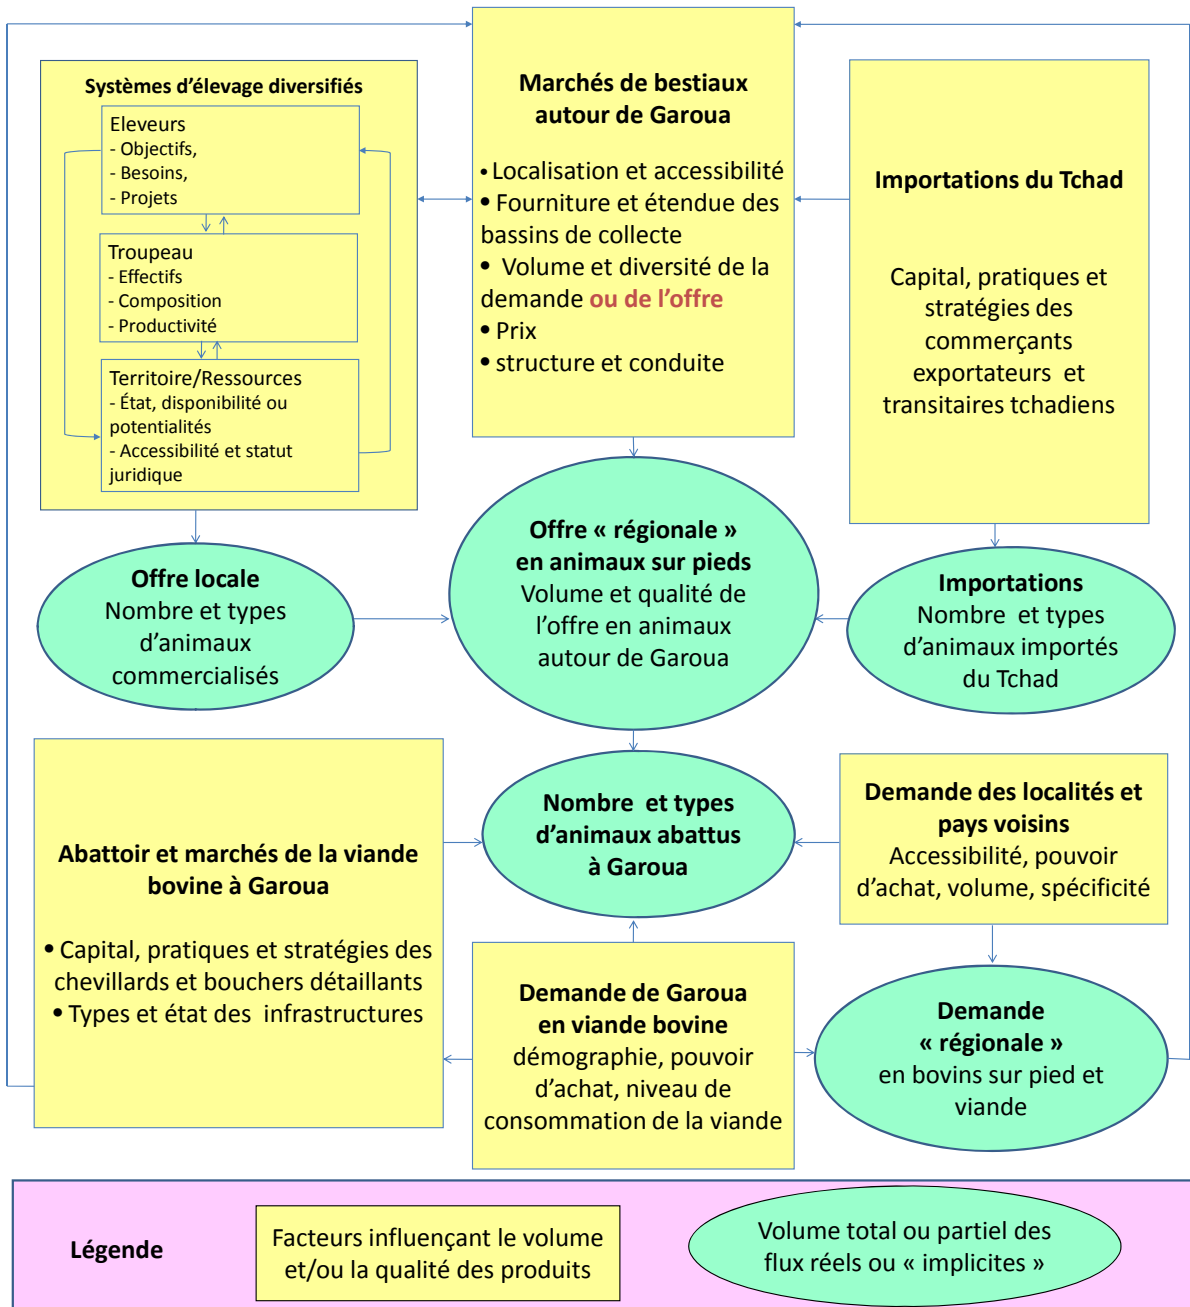 Systèmes d'élevage diversifiés
Eleveurs
- Objectifs,
- Besoins,
- Projets
Troupeau
- Effectifs
- Composition
- Productivité
Territoire/Ressources
- État, disponibilité ou
potentialités
- Accessibilité et statut
juridique
Marchés de bestiaux
autour de Garoua
• Localisation et accessibilité
• Fourniture et étendue des
bassins de collecte
• Volume et diversité de la
demande ou de l'offre
• Prix
• structure et conduite
Importations du Tchad
Capital, pratiques et
stratégies des
commerçants
exportateurs et
transitaires tchadiens
Offre locale
Nombre et types
d'animaux
commercialisés
Offre « régionale »
en animaux sur pieds
Volume et qualité de
l'offre en animaux
autour de Garoua
Importations
Nombre et types
d'animaux importés
du Tchad
Abattoir et marchés de la viande
bovine à Garoua
• Capital, pratiques et stratégies des
chevillards et bouchers détaillants
• Types et état des infrastructures
Nombre et types
d'animaux abattus
à Garoua
Demande des localités et
pays voisins
Accessibilité, pouvoir
d'achat, volume, spécificité
Demande de Garoua
en viande bovine
démographie, pouvoir
d'achat, niveau de
consommation de la viande
Demande
« régionale »
en bovins sur pied et
viande
Légende
Facteurs influençant le volume
et/ou la qualité des produits
Volume total ou partiel des
flux réels ou « implicites »